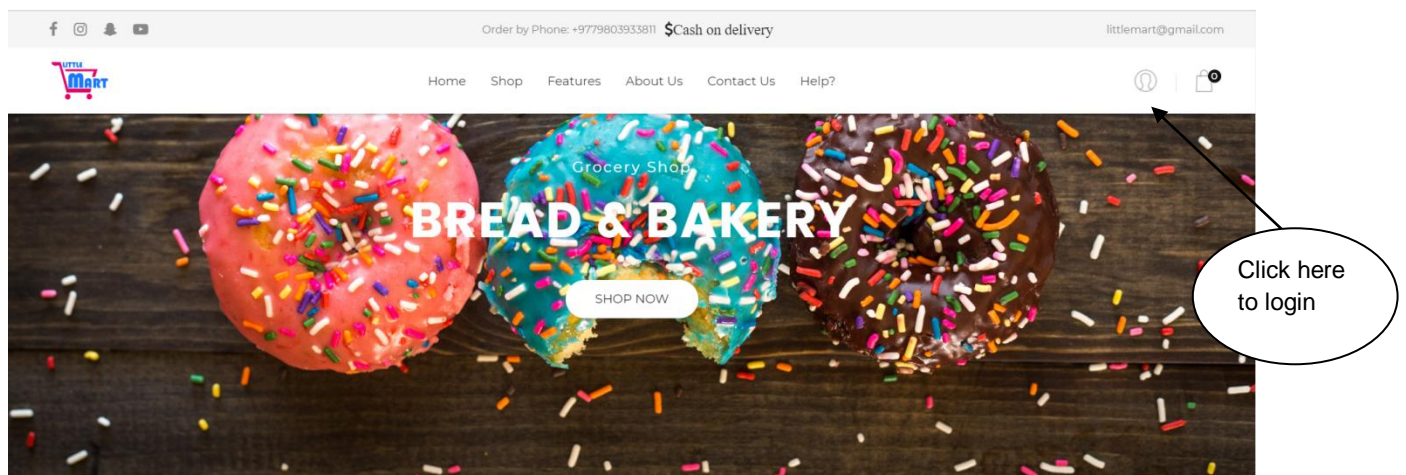 Order by Phone: +9779803933811 $Cash on delivery
littlemart@gmail.com
LITTLE
MART
Home Shop Features About Us Contact Us Help?
0
Grocery Shop
BREAD & BAKERY
SHOP NOW
Click here
to login